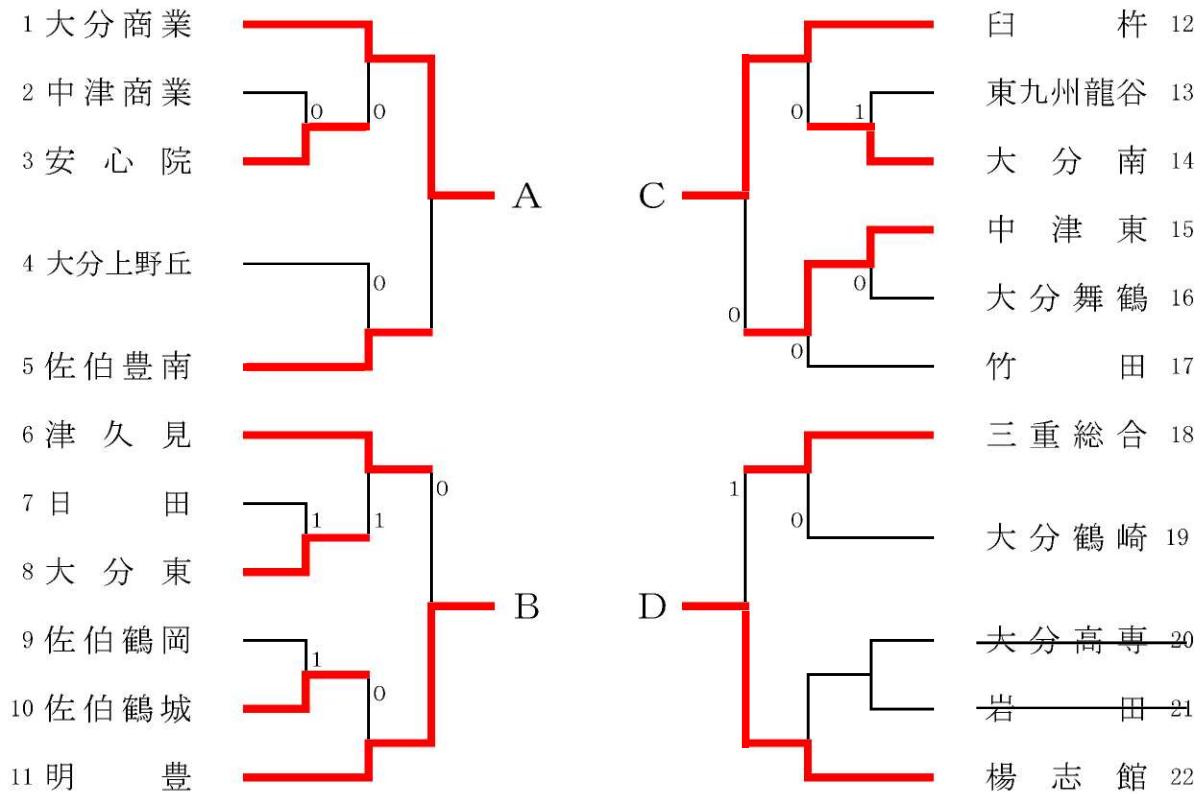 1 大分商業
2 中津商業
0
0
3 安心院
A
4 大分上野丘
0
5 佐伯豊南
6 津久見
0
7 日田
1
1
8 大分東
B
9 佐伯鶴岡
1
0
10 佐伯鶴城
11 明豊
臼杵 12
東九州龍谷 13
0
1
大分南 14
C
中津東 15
0
大分舞鶴 16
0
0
竹田 17
三重総合 18
1
0
大分鶴崎 19
D
大分高専 20
岩田 21
楊志館 22